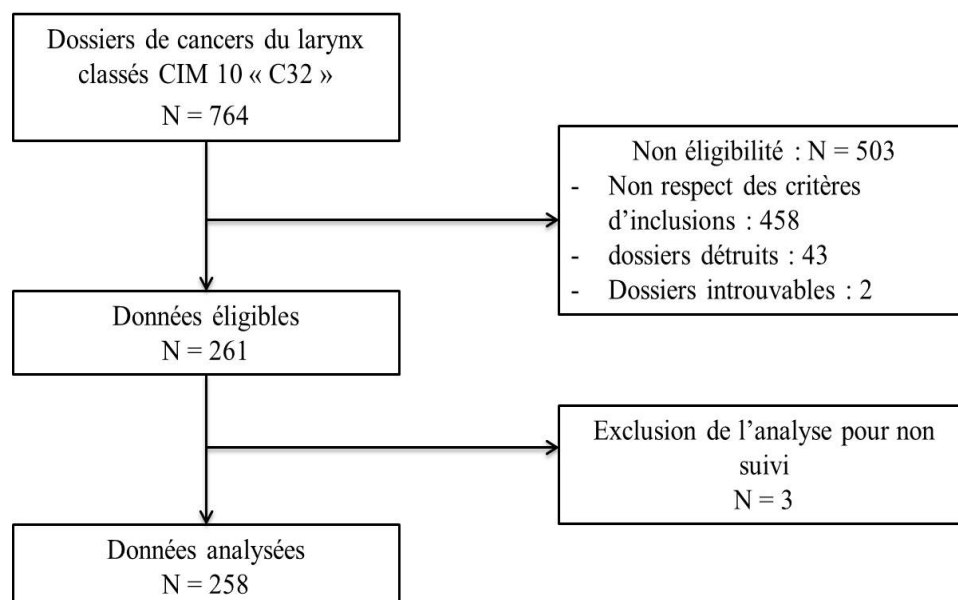 Dossiers de cancers du larynx
classés CIM 10 « C32 »
N = 764
Non éligibilité : N = 503
- Non respect des critères
d’inclusions : 458
- dossiers détruits : 43
- Dossiers introuvables : 2
Données éligibles
N = 261
Exclusion de l’analyse pour non
suivi
N = 3
Données analysées
N = 258